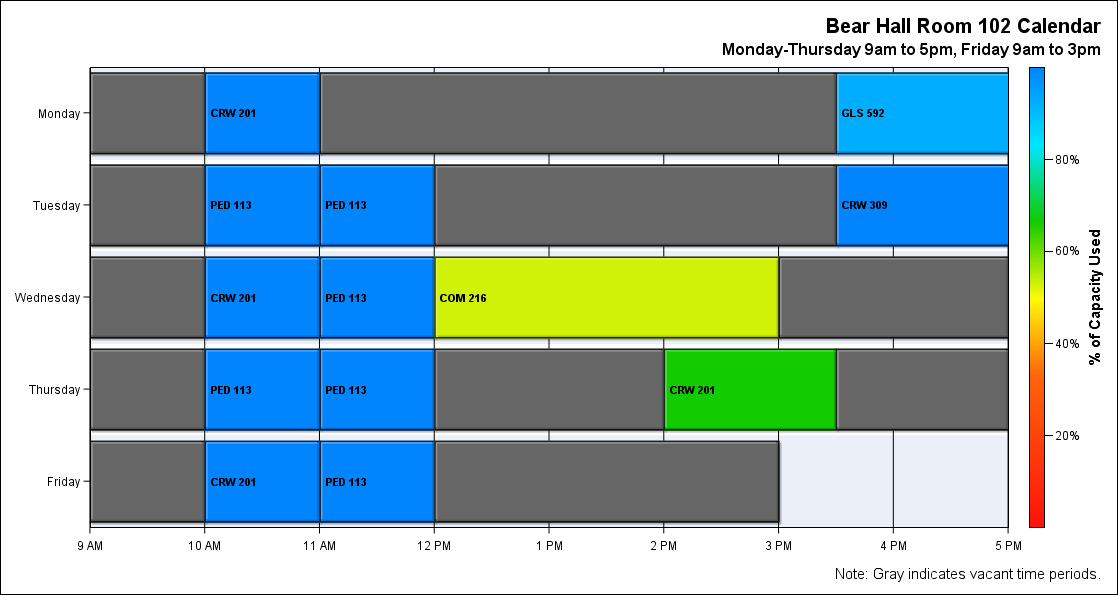 Bear Hall Room 102 Calendar
Monday-Thursday 9am to 5pm, Friday 9am to 3pm
Monday
CRW 201
GLS 592
Tuesday
PED 113
PED 113
CRW 309
Wednesday
CRW 201
PED 113
COM 216
Thursday
PED 113
PED 113
CRW 201
Friday
CRW 201
PED 113
9 AM
10 AM
11 AM
12 PM
1 PM
2 PM
3 PM
4 PM
5 PM
80%
60%
40%
20%
% of Capacity Used
Note: Gray indicates vacant time periods.